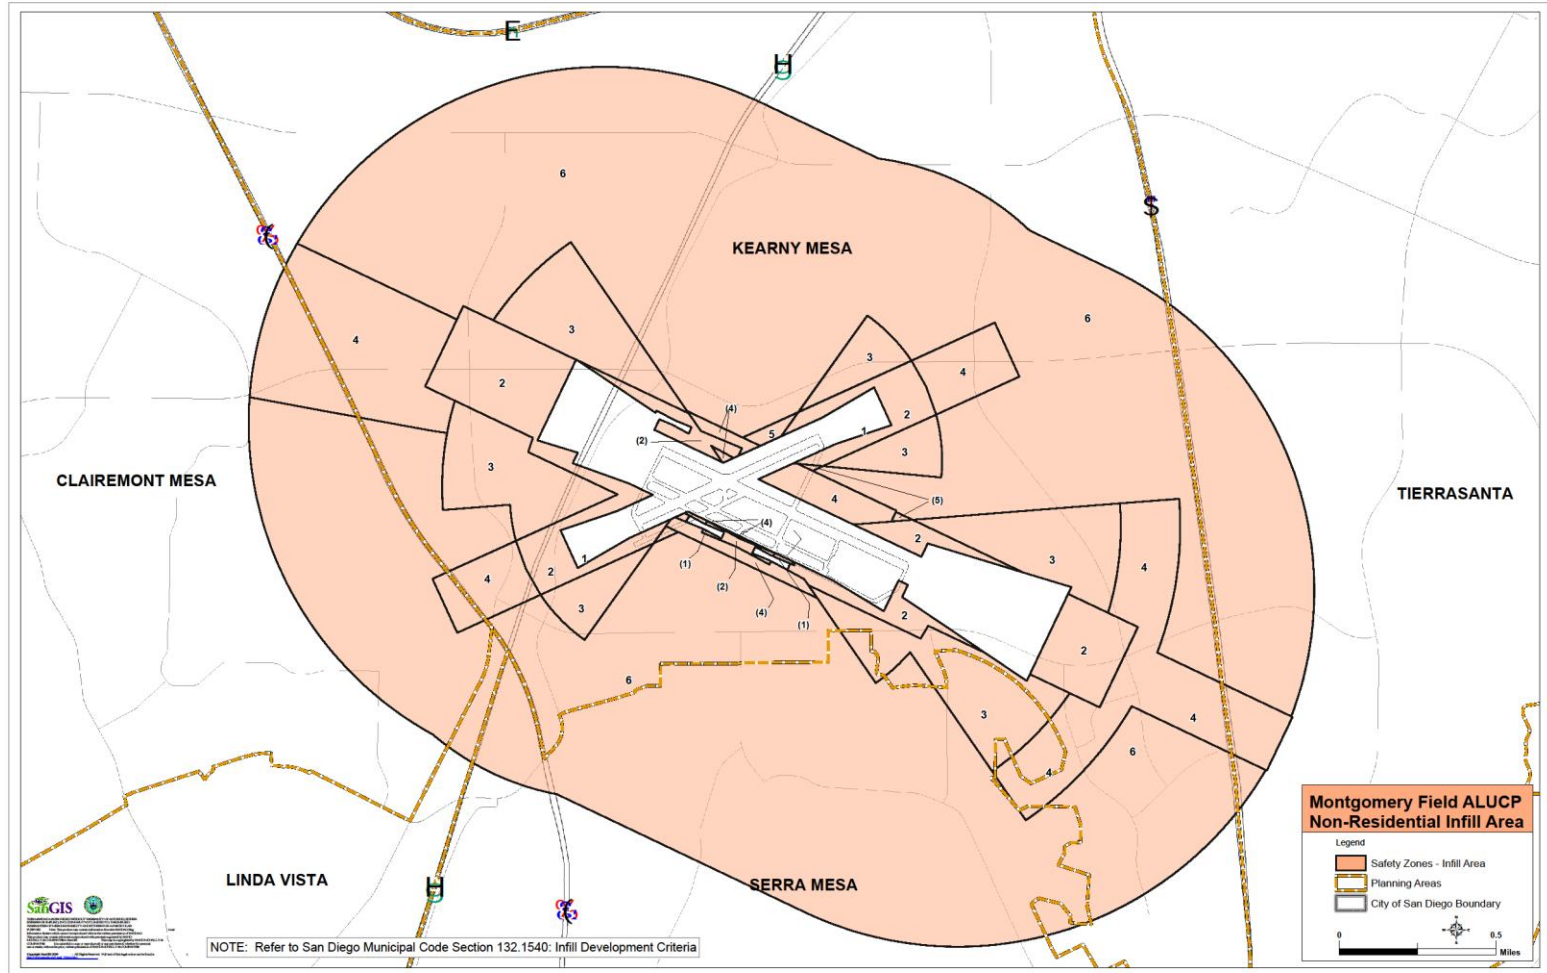 E
H
6
S
KEARNY MESA
6
4
3
3
4
2
(4)
2
5
1
(2)
3
3
CLAIREMONT MESA
TIERRASANTA
4
(5)
(4)
2
1
(1)
3
4
4
2
(2)
3
(4)
2
(1)
2
6
3
4
6
4
Montgomery Field ALUCP
Non-Residential Infill Area
Legend
Safety Zones - Infill Area
Planning Areas
City of San Diego Boundary
0 0.5
Miles
LINDA VISTA
H
SERRA MESA
SanGIS
NOTE: Refer to San Diego Municipal Code Section 132.1540: Infill Development Criteria